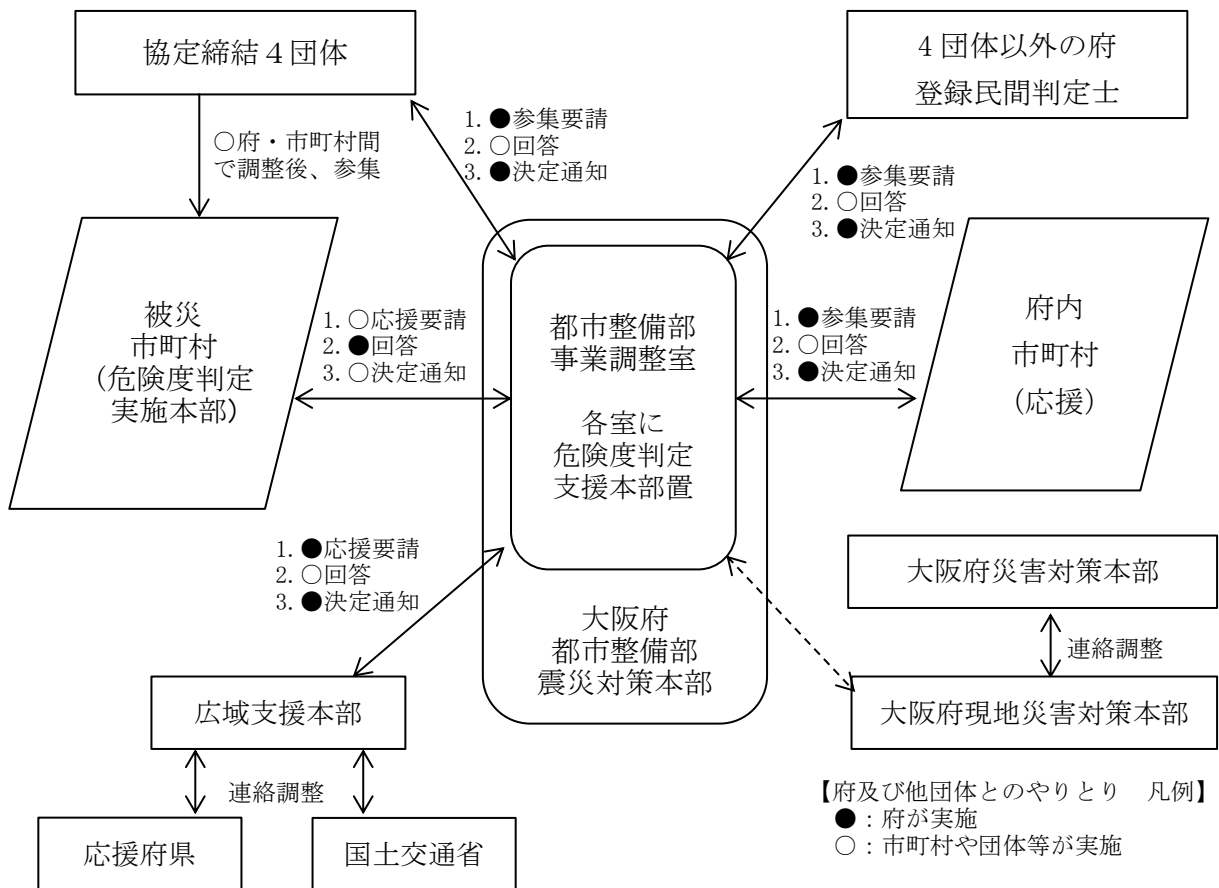 協定締結４団体
４団体以外の府
登録民間判定士
○府・市町村間
で調整後、参集
1. ●参集要請
2. ○回答
3. ●決定通知
1. ●参集要請
2. ○回答
3. ●決定通知
被災
市町村
(危険度判定
実施本部)
1. ○応援要請
2. ●回答
3. ○決定通知
都市整備部
事業調整室
各室に
危険度判定
支援本部置
1. ●参集要請
2. ○回答
3. ●決定通知
府内
市町村
(応援)
1. ●応援要請
2. ○回答
3. ●決定通知
大阪府
都市整備部
震災対策本部
大阪府災害対策本部
連絡調整
大阪府現地災害対策本部
広域支援本部
連絡調整
応援府県
国土交通省
【府及び他団体とのやりとり　凡例】
●：府が実施
○：市町村や団体等が実施